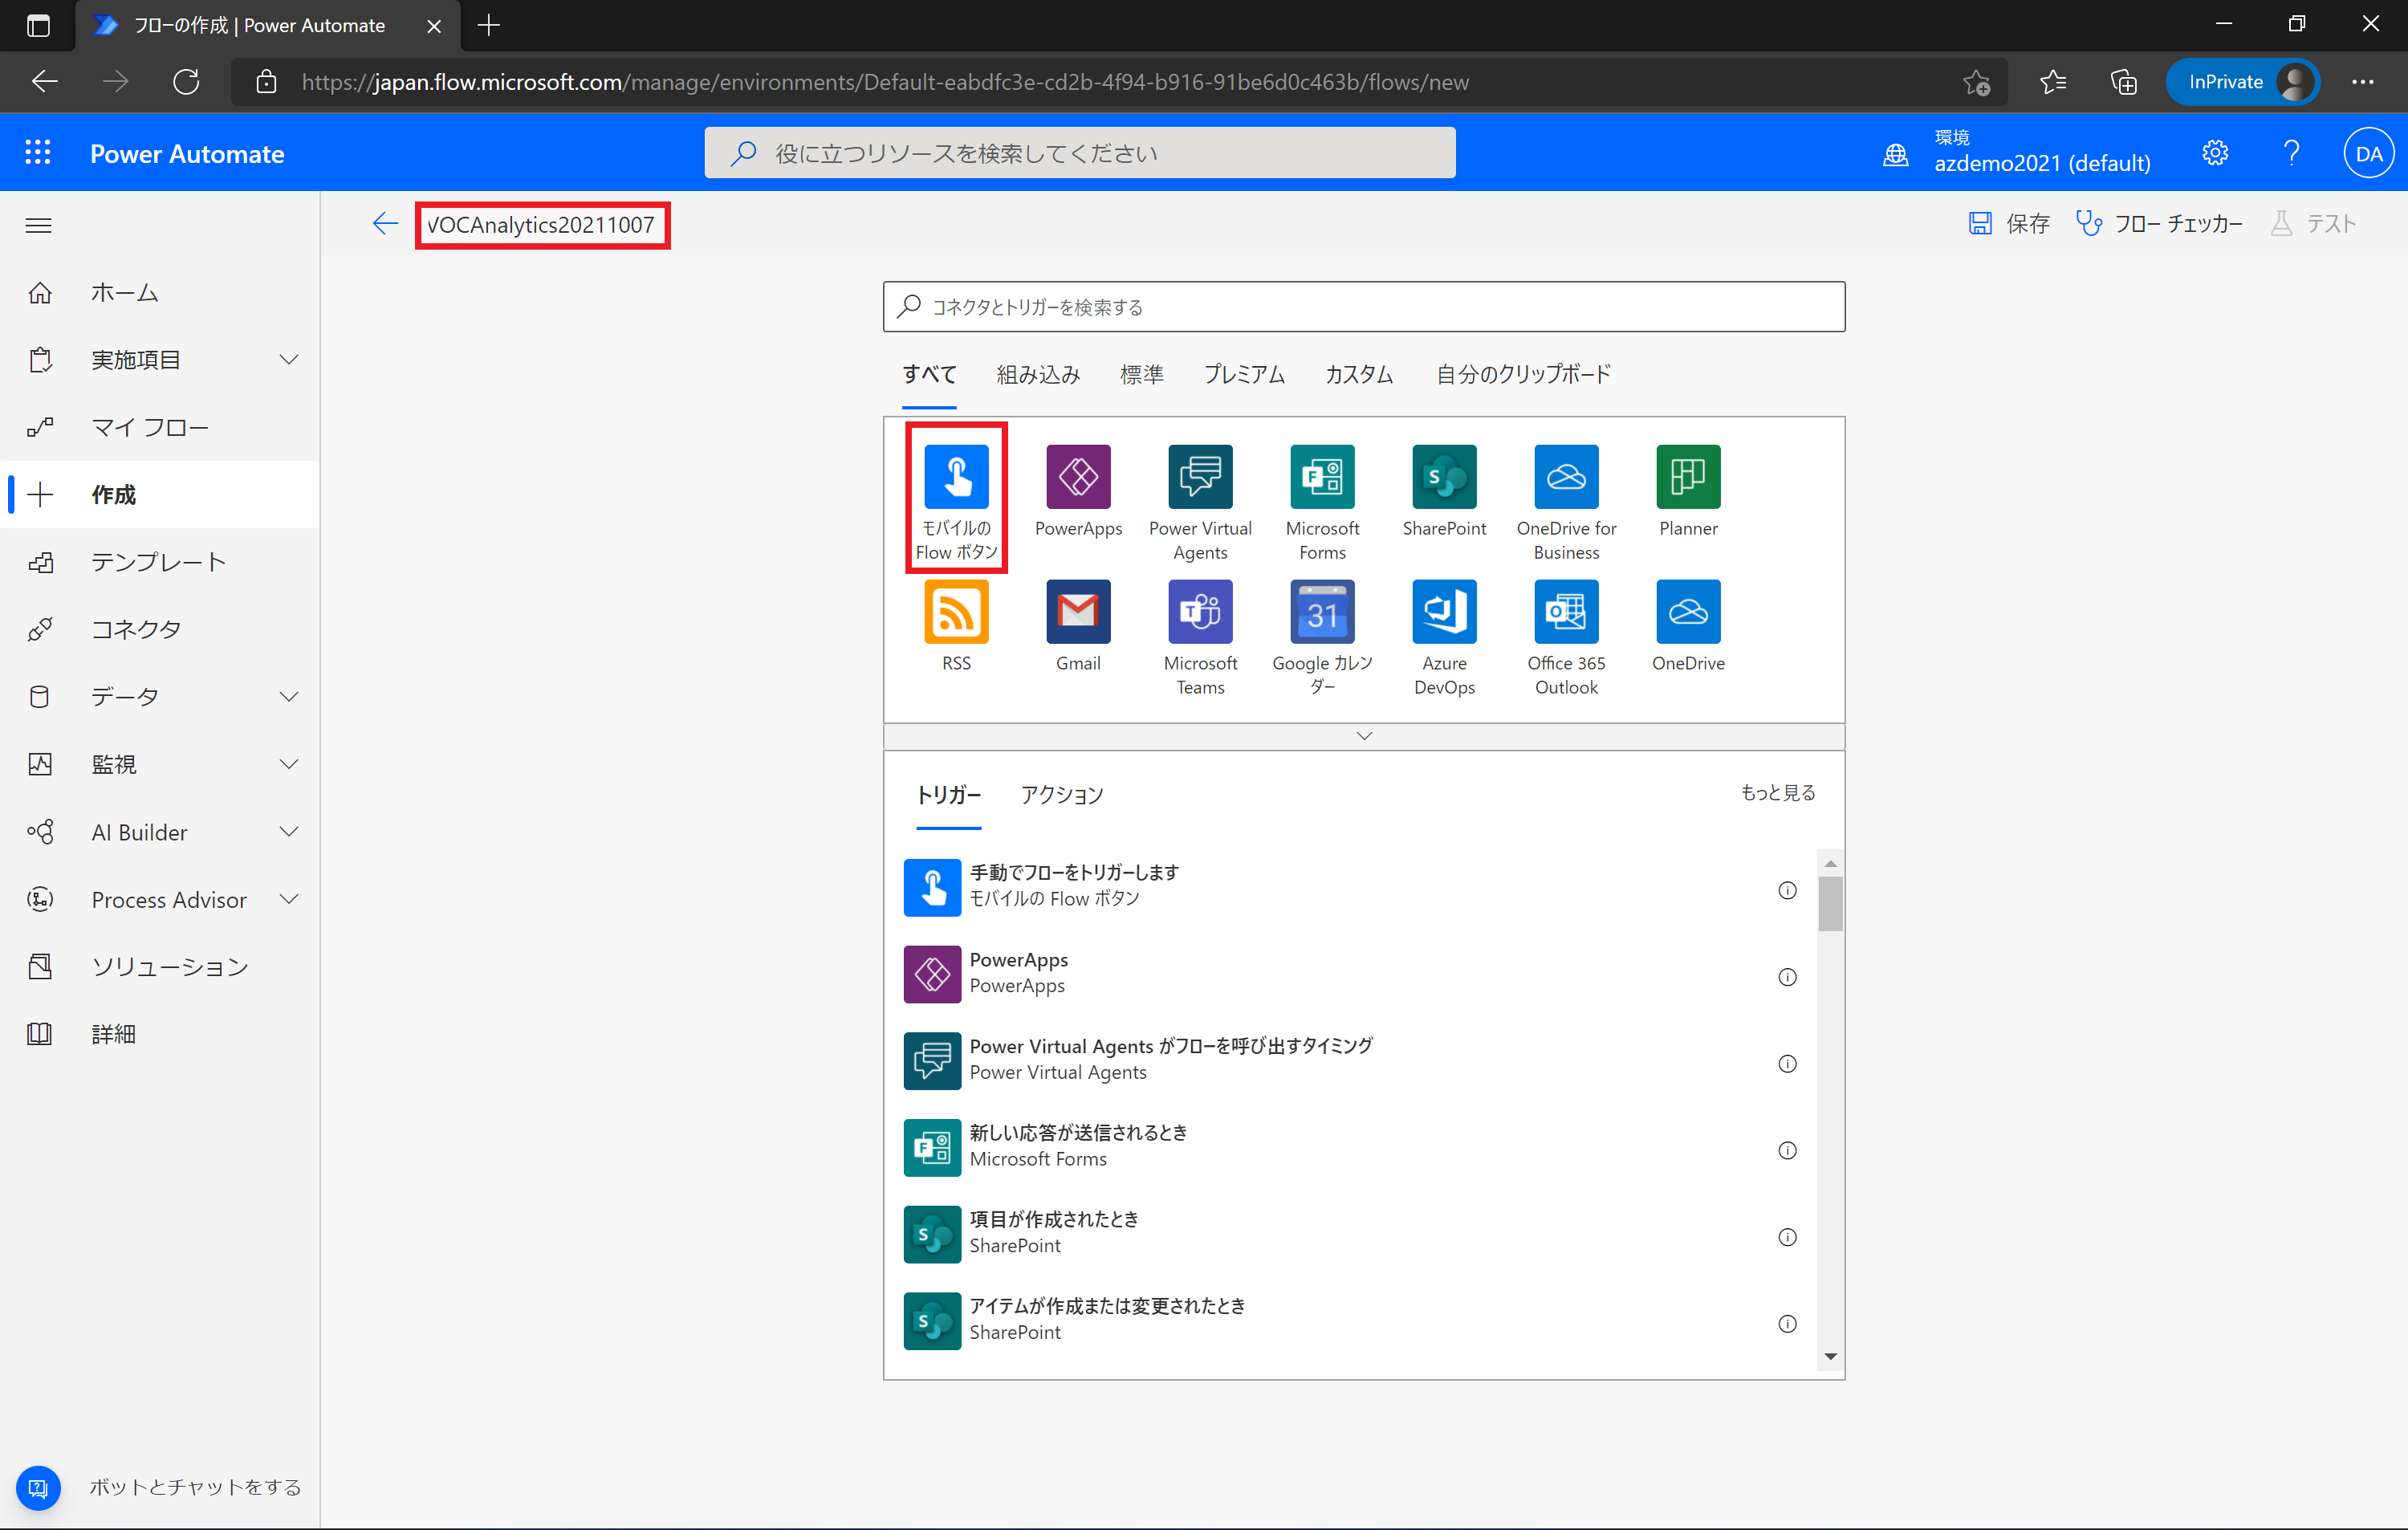 フローの作成 | Power Automate
https://japan.flow.microsoft.com/manage/environments/Default-eabdfc3e-cd2b-4f94-b916-91be6d0c463b/flows/new
InPrivate
Power Automate
役に立つリソースを検索してください
環境
azdemo2021 (default)
DA
VOCAnalytics20211007
保存
フロー チェッカー
テスト
ホーム
実施項目
マイ フロー
作成
テンプレート
コネクタ
データ
監視
AI Builder
Process Advisor
ソリューション
詳細
ボットとチャットをする
コネクタとトリガーを検索する
すべて
組み込み
標準
プレミアム
カスタム
自分のクリップボード
モバイルの
Flow ボタン
PowerApps
Power Virtual
Agents
Microsoft
Forms
SharePoint
OneDrive for
Business
Planner
RSS
Gmail
Microsoft
Teams
31
Google カレン
ダー
Azure
DevOps
Office 365
Outlook
OneDrive
トリガー
アクション
もっと見る
手動でフローをトリガーします
モバイルの Flow ボタン
PowerApps
PowerApps
Power Virtual Agents がフローを呼び出すタイミング
Power Virtual Agents
新しい応答が送信されるとき
Microsoft Forms
項目が作成されたとき
SharePoint
アイテムが作成または変更されたとき
SharePoint